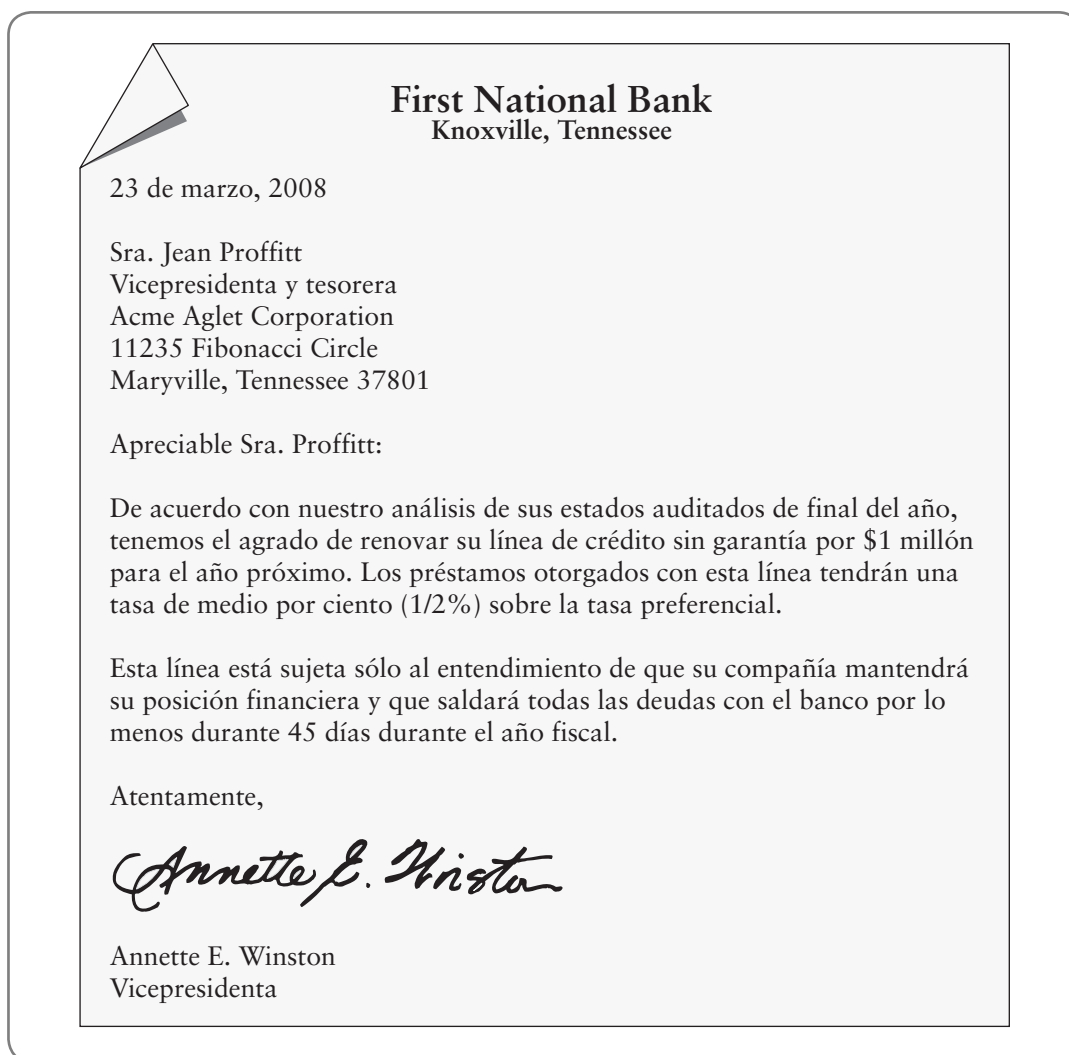 First National Bank
Knoxville, Tennessee
23 de marzo, 2008
Sra. Jean Proffitt
Vicepresidenta y tesorera
Acme Aglet Corporation
11235 Fibonacci Circle
Maryville, Tennessee 37801
Apreciable Sra. Proffitt:
De acuerdo con nuestro análisis de sus estados auditados de final del año,
tenemos el agrado de renovar su línea de crédito sin garantía por $1 millón
para el año próximo. Los préstamos otorgados con esta línea tendrán una
tasa de medio por ciento (1/2%) sobre la tasa preferencial.
Esta línea está sujeta sólo al entendimiento de que su compañía mantendrá
su posición financiera y que saldará todas las deudas con el banco por lo
menos durante 45 días durante el año fiscal.
Atentamente,
Annette E. Winston
Annette E. Winston
Vicepresidenta